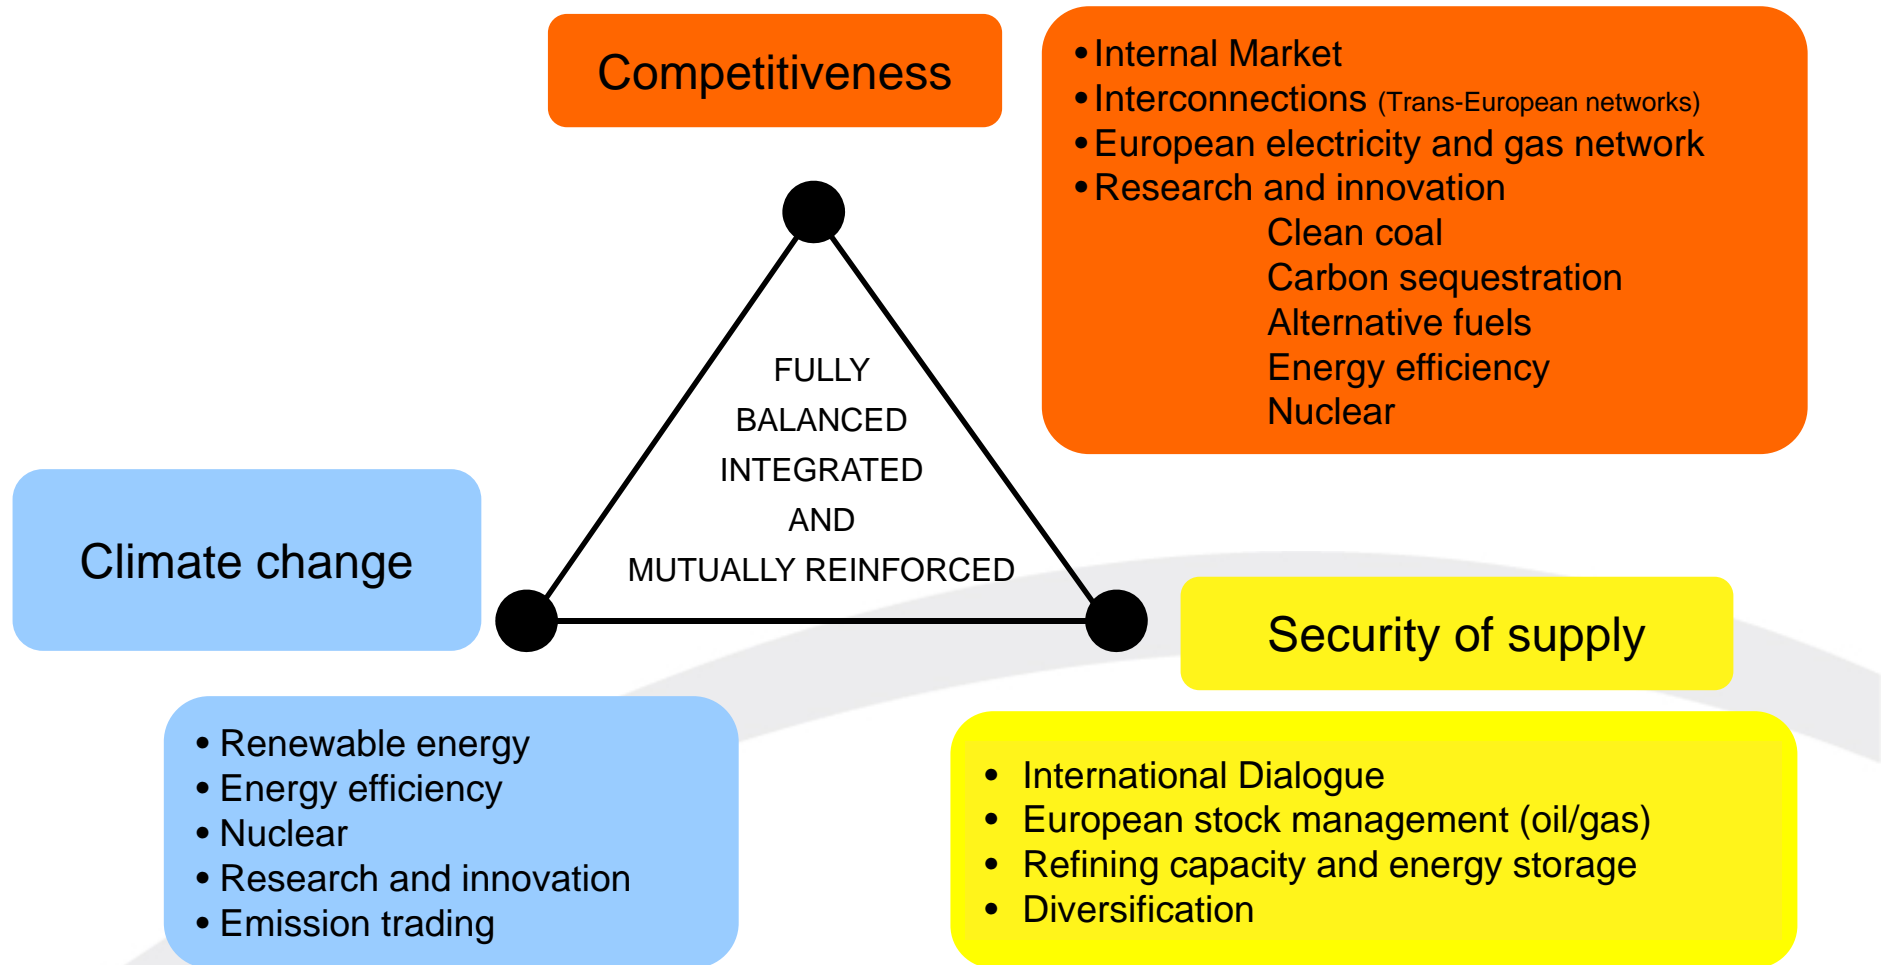 Competitiveness
• Internal Market
• Interconnections (Trans-European networks)
• European electricity and gas network
• Research and innovation
Clean coal
Carbon sequestration
Alternative fuels
Energy efficiency
Nuclear
FULLY
BALANCED
INTEGRATED
AND
MUTUALLY REINFORCED
Climate change
Security of supply
• Renewable energy
• Energy efficiency
• Nuclear
• Research and innovation
• Emission trading
• International Dialogue
• European stock management (oil/gas)
• Refining capacity and energy storage
• Diversification